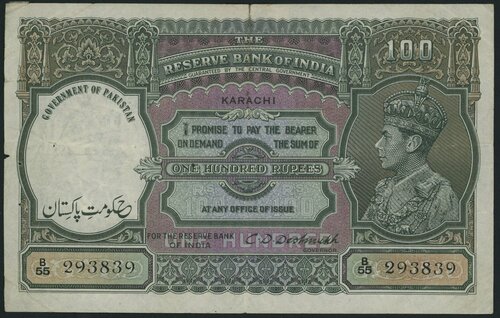 THE
RESERVE BANK OF INDIA
GUARANTEED BY THE CENTRAL GOVERNMENT
100
KARACHI
GOVERNMENT OF PAKISTAN
I PROMISE TO PAY THE BEARER
ON DEMAND THE SUM OF
ONE HUNDRED RUPEES
AT ANY OFFICE OF ISSUE
حکومت پاکستان
FOR THE RESERVE BANK
OF INDIA
C. D. Deshmukh
GOVERNOR
B/55 293839
B/55 293839